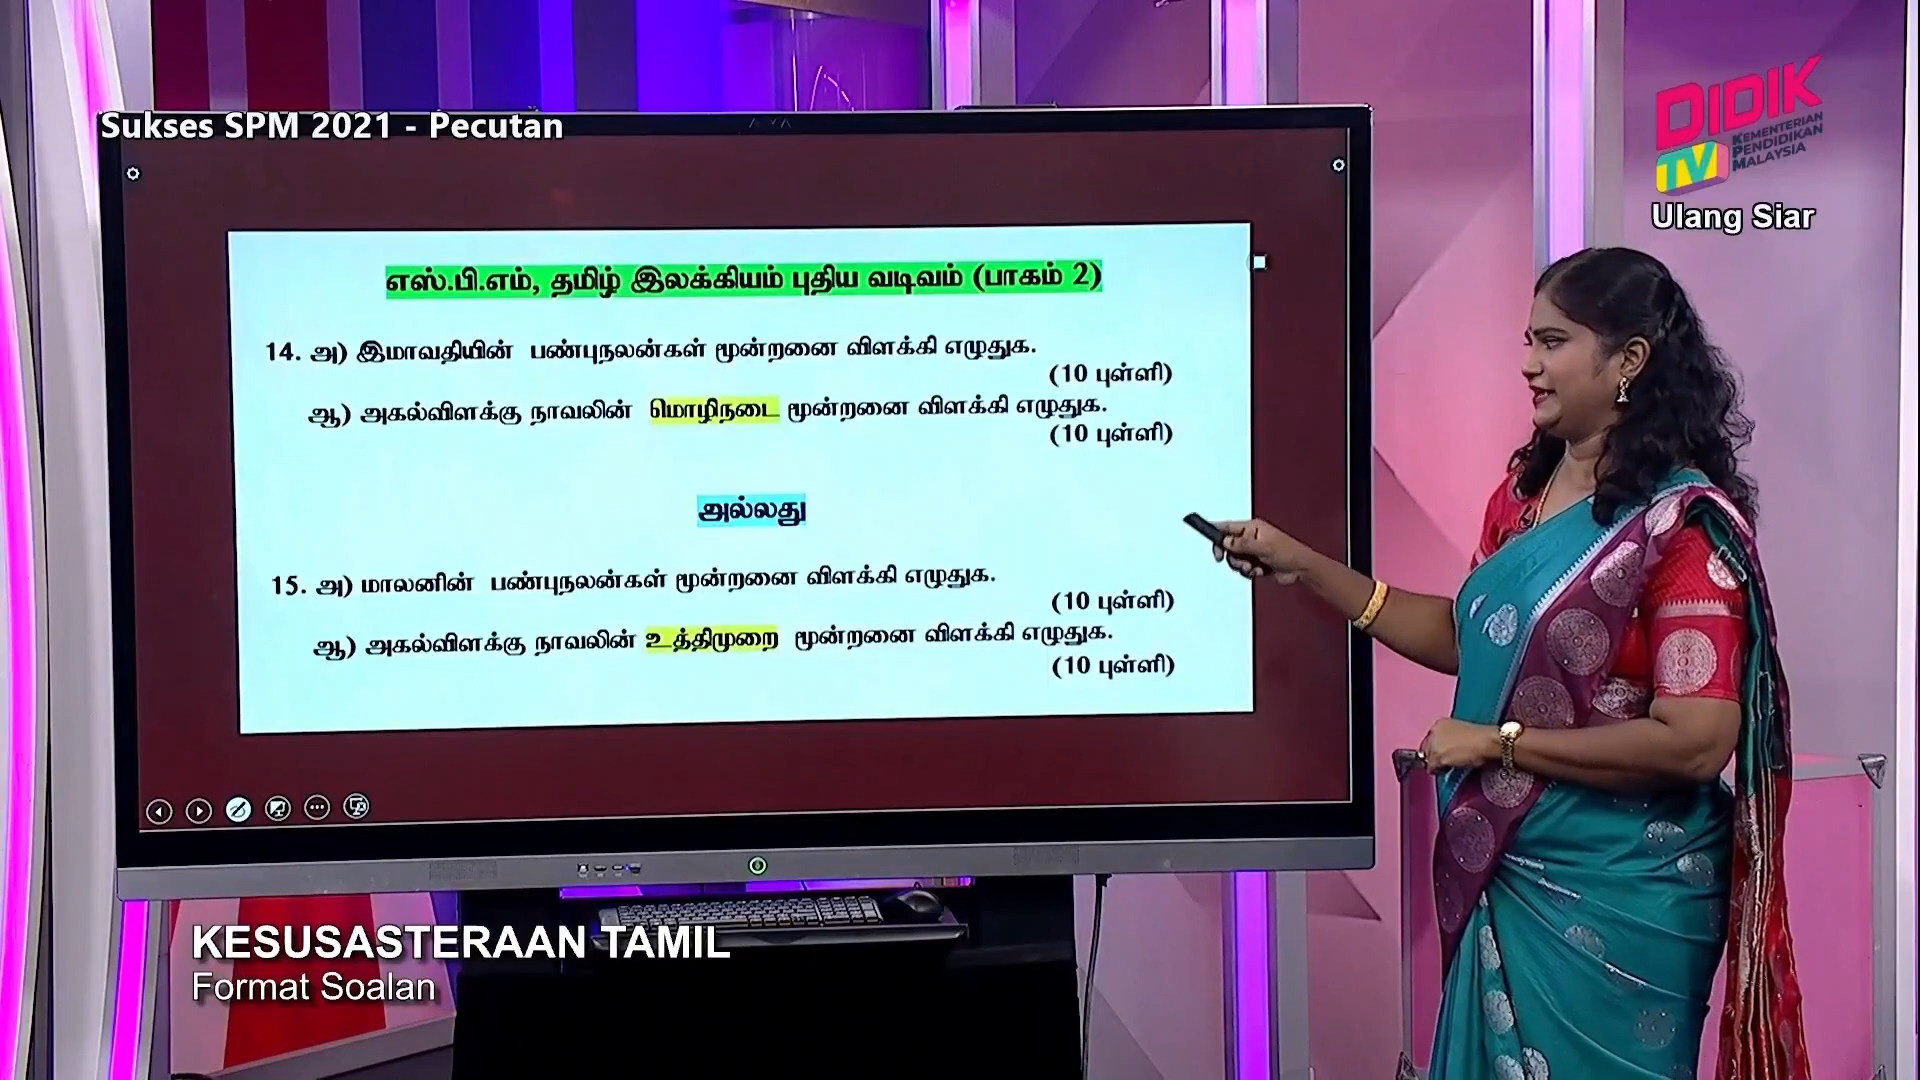 Sukses SPM 2021 - Pecutan
DIDIK
TV
KEMENTERIAN
PENDIDIKAN
MALAYSIA
Ulang Siar
எஸ்.பி.எம், தமிழ் இலக்கியம் புதிய வடிவம் (பாகம் 2)
14. அ) இமாவதியின் பண்புநலன்கள் மூன்றனை விளக்கி எழுதுக.
(10 புள்ளி)
ஆ) அகல்விளக்கு நாவலின் மொழிநடை மூன்றனை விளக்கி எழுதுக.
(10 புள்ளி)
அல்லது
15. அ) மாலனின் பண்புநலன்கள் மூன்றனை விளக்கி எழுதுக.
(10 புள்ளி)
ஆ) அகல்விளக்கு நாவலின் உத்திமுறை மூன்றனை விளக்கி எழுதுக.
(10 புள்ளி)
KESUSASTERAAN TAMIL
Format Soalan